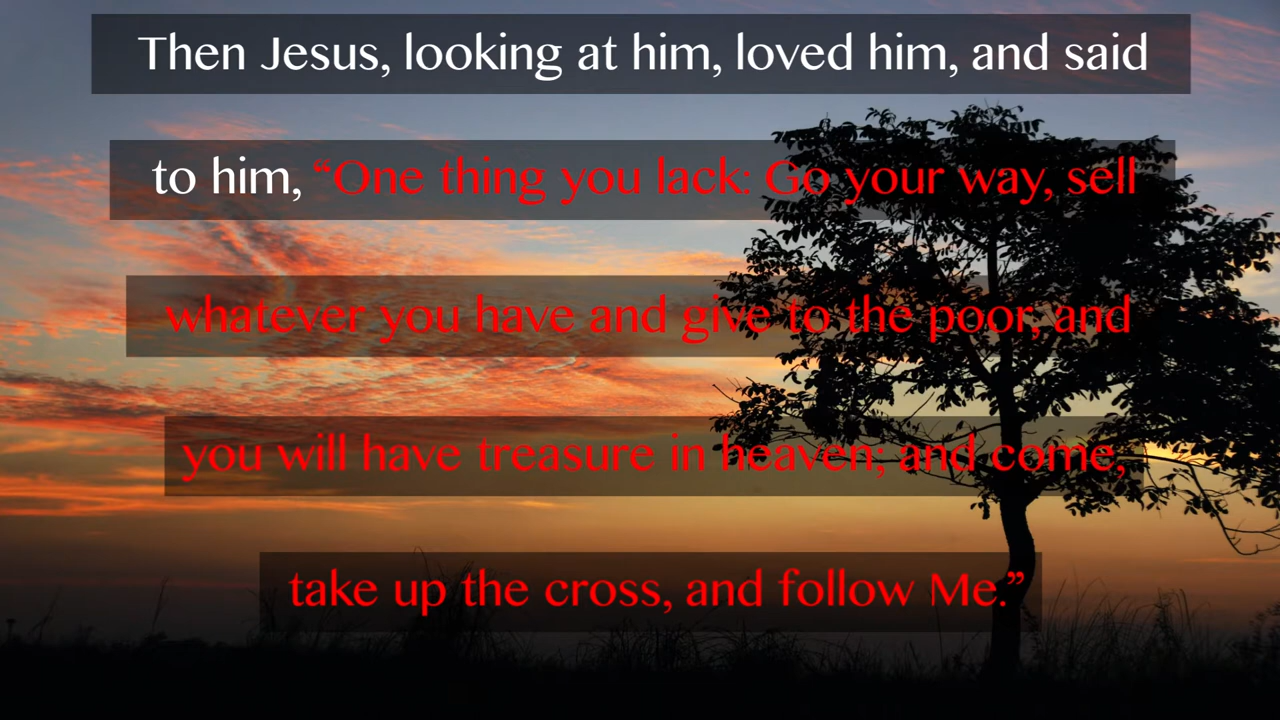 Then Jesus, looking at him, loved him, and said
to him, “One thing you lack: Go your way, sell
whatever you have and give to the poor, and
you will have treasure in heaven; and come,
take up the cross, and follow Me.”